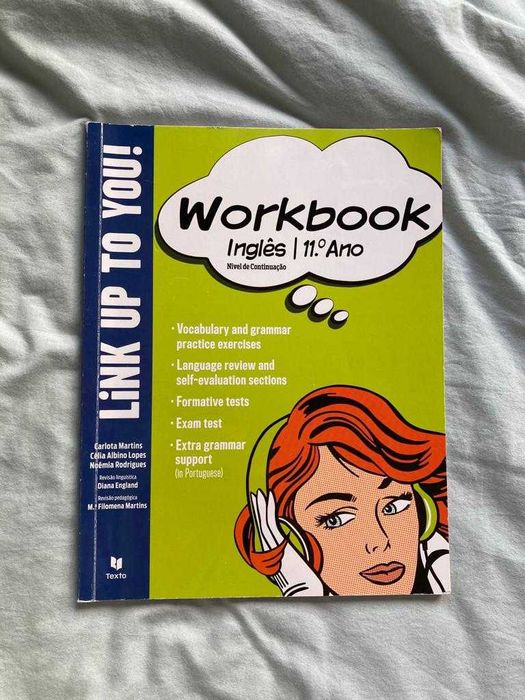 LiNK UP TO YOU!
Workbook
Inglês | 11.º Ano
Nível de Continuação
• Vocabulary and grammar
practice exercises
• Language review and
self-evaluation sections
• Formative tests
• Exam test
• Extra grammar
support
(in Portuguese)
Carlota Martins
Célia Albino Lopes
Noémia Rodrigues
Revisão linguística
Diana England
Revisão pedagógica
M.ª Filomena Martins
Texto